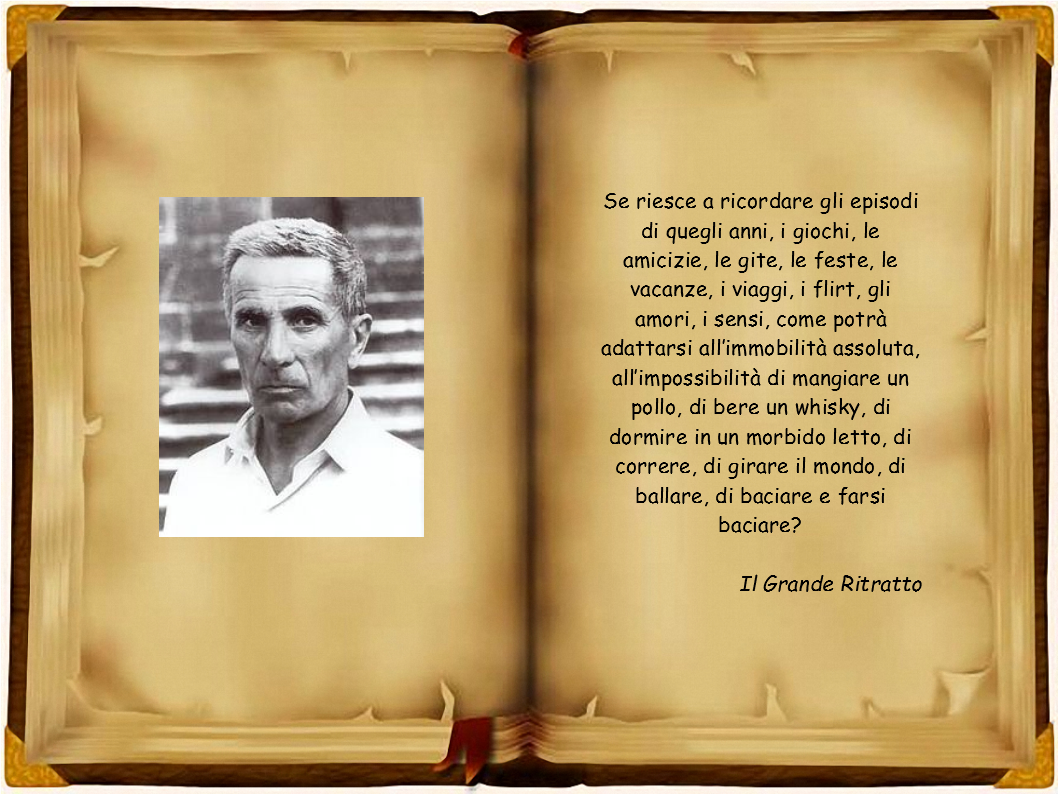 Se riesce a ricordare gli episodi
di quegli anni, i giochi, le
amicizie, le gite, le feste, le
vacanze, i viaggi, i flirt, gli
amori, i sensi, come potrà
adattarsi all'immobilità assoluta,
all'impossibilità di mangiare un
pollo, di bere un whisky, di
dormire in un morbido letto, di
correre, di girare il mondo, di
ballare, di baciare e farsi
baciare?
Il Grande Ritratto